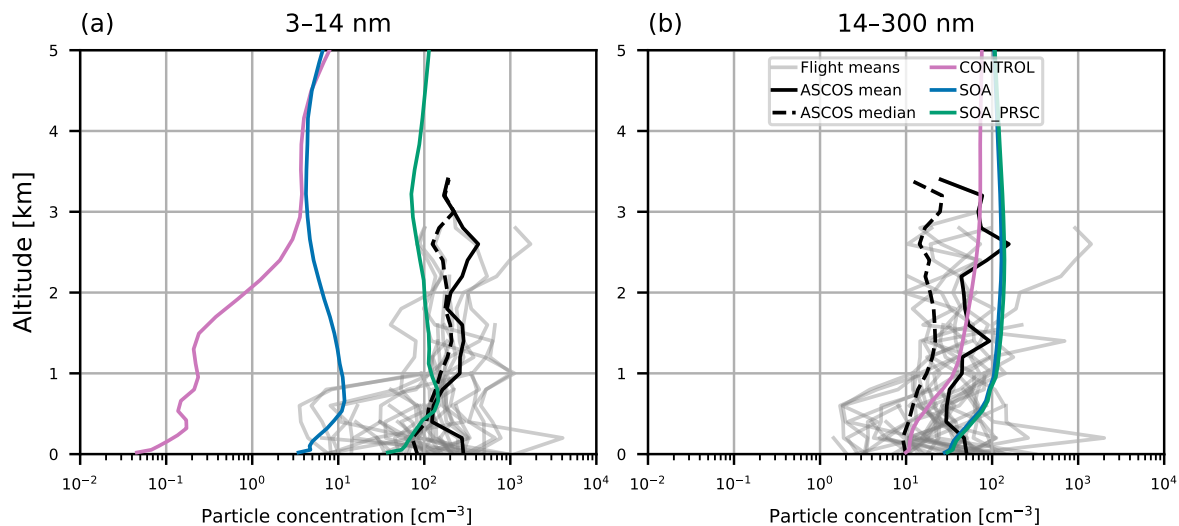 (a) 3–14 nm
(b) 14–300 nm
5
4
3
2
1
0
Altitude [km]
10⁻² 10⁻¹ 10⁰ 10¹ 10² 10³ 10⁴
Particle concentration [cm⁻³]
5
4
3
2
1
0
Flight means CONTROL
ASCOS mean SOA
ASCOS median SOA_PRSC
10⁻² 10⁻¹ 10⁰ 10¹ 10² 10³ 10⁴
Particle concentration [cm⁻³]